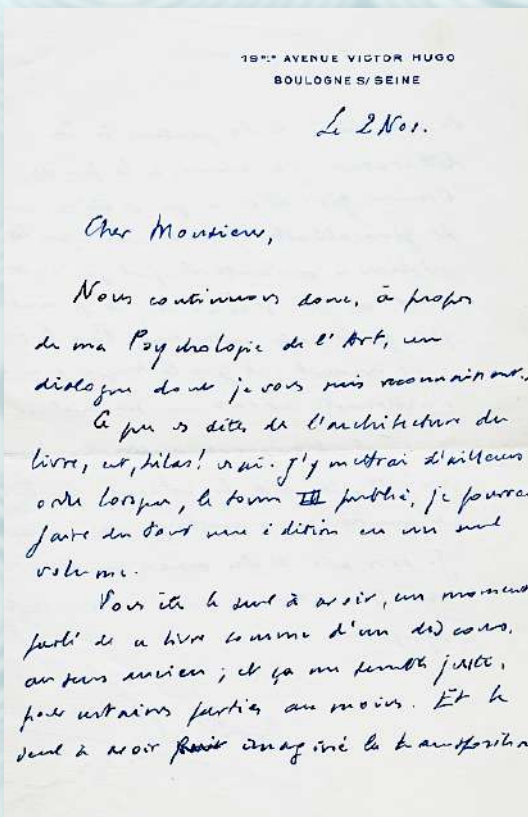 19BIS AVENUE VICTOR HUGO
BOULOGNE S/SEINE
Le 2 Nov.
Cher Monsieur,
Nous continuons donc, à propos
de ma Psychologie de l'Art, un
dialogue dont je vous suis reconnaissant.
Ce que vs dites de l'architecture du
livre, est, hélas! vrai. J'y mettrai d'ailleurs
ordre lorsque, le tome III publié, je pourrai
faire du tout une édition en un seul
volume.
Vous êtes le seul à avoir, un moment
parlé de ce livre comme d'un discours,
au sens ancien; et ça me semble juste,
pour certaines parties au moins. Et le
seul à avoir imaginé la transposition